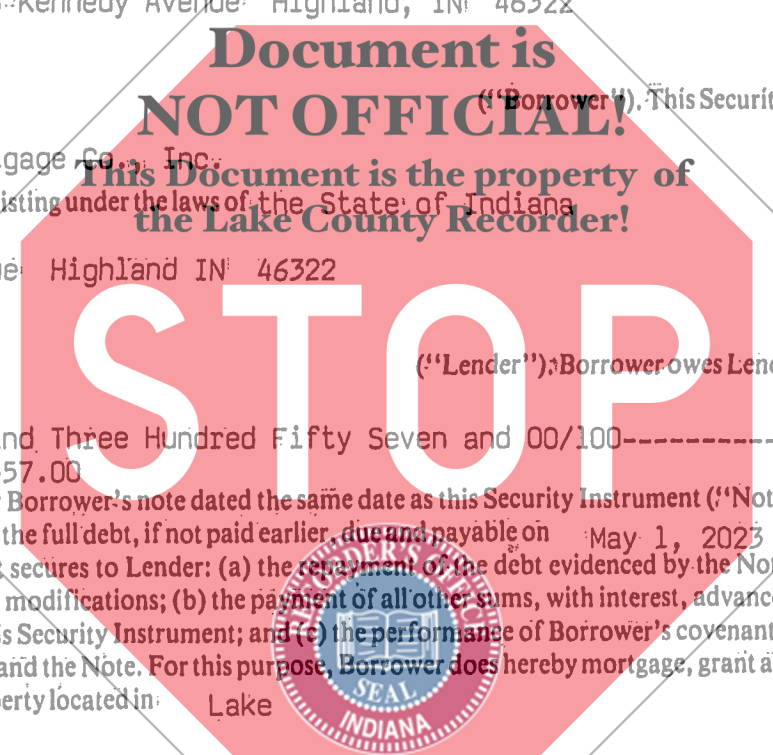 Kennedy Avenue Highland, IN 46322
Document is
NOT OFFICIAL!
("Borrower"). This Securit
gage Co., Inc.
This Document is the property of
isting under the laws of the State of Indiana
the Lake County Recorder!
e Highland IN 46322
STOP
("Lender"). Borrower owes Lend
nd Three Hundred Fifty Seven and 00/100-----------
57.00
Borrower's note dated the same date as this Security Instrument ("Not
the full debt, if not paid earlier, due and payable on May 1, 2023
secures to Lender: (a) the repayment of the debt evidenced by the No
modifications; (b) the payment of all other sums, with interest, advanc
s Security Instrument; and (c) the performance of Borrower's covenant
and the Note. For this purpose, Borrower does hereby mortgage, grant a
erty located in Lake
SEAL
INDIANA